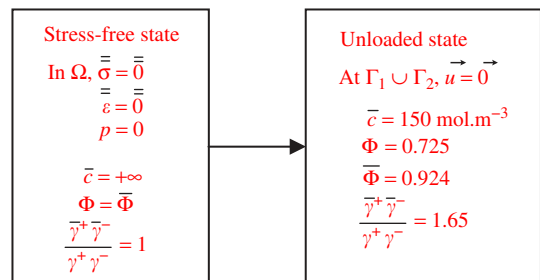 Stress-free state
In Ω, σ̿ = 0̿
ε̿ = 0̿
p = 0
c̅ = +∞
Φ = Φ̅
γ̅⁺ γ̅⁻ / γ⁺ γ⁻ = 1
Unloaded state
At Γ₁ ∪ Γ₂, u⃗ = 0⃗
c̅ = 150 mol.m⁻³
Φ = 0.725
Φ̅ = 0.924
γ̅⁺ γ̅⁻ / γ⁺ γ⁻ = 1.65